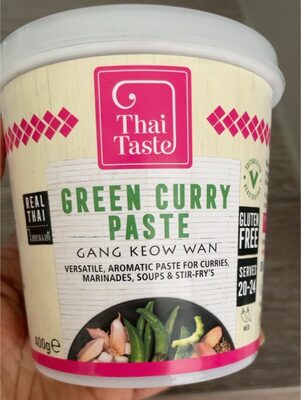 Thai
Taste
REAL
THAI
GREEN CURRY
PASTE
GANG KEOW WAN
VERSATILE, AROMATIC PASTE FOR CURRIES,
MARINADES, SOUPS & STIR-FRY'S
GLUTEN
FREE
SERVES
20-24
MED
400g e